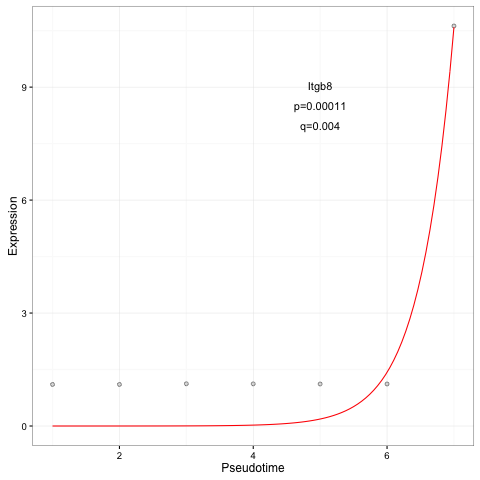 Itgb8
p=0.00011
q=0.004
Expression
9
6
3
0
2
4
6
Pseudotime